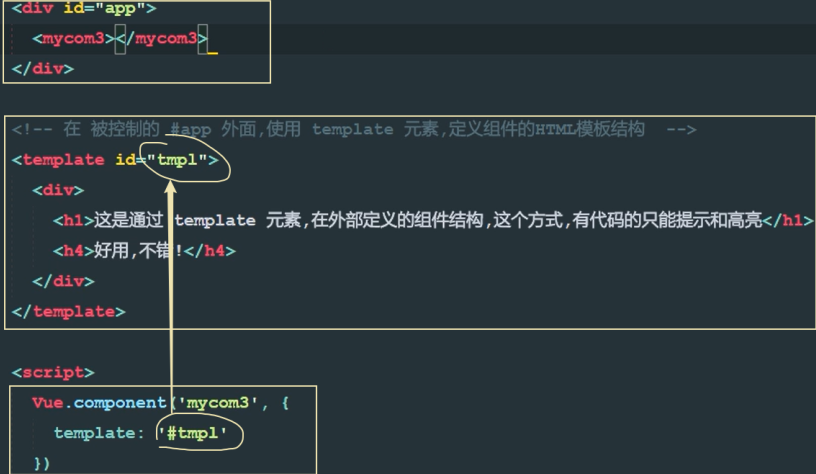 <div id="app">
<mycom3></mycom3>
</div>
<!-- 在 被控制的 #app 外面,使用 template 元素,定义组件的HTML模板结构 -->
<template id="tmpl">
<div>
<h1>这是通过 template 元素,在外部定义的组件结构,这个方式,有代码的只能提示和高亮</h1>
<h4>好用,不错!</h4>
</div>
</template>
<script>
Vue.component('mycom3', {
template: '#tmpl'
})